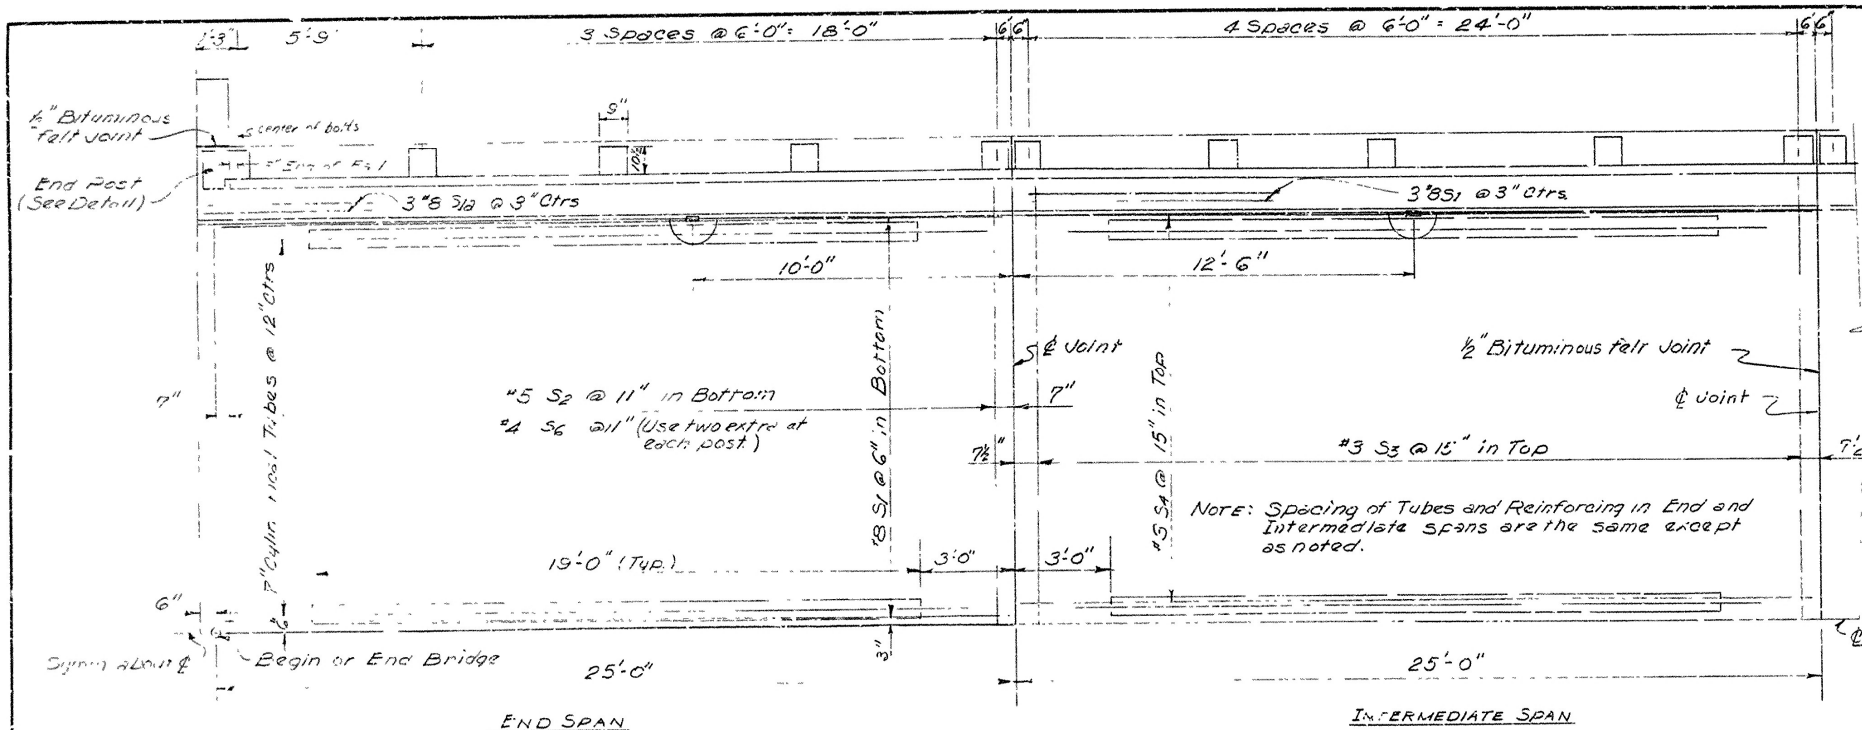 1'-3" 5'-9" 3 Spaces @ 6'-0" = 18'-0" 6" 6" 4 Spaces @ 6'-0" = 24'-0" 6" 6"
½" Bituminous
felt joint
Center of bolts
9"
10½"
End Post
(See Detail)
3 #8 S12 @ 3" Ctrs
3 #8 S1 @ 3" Ctrs.
10'-0"
12'-6"
7" Tubes @ 12" Ctrs
#8 S1 @ 6" in Bottom
#3 S4 @ 15" in Top
℄ Joint
½" Bituminous felt Joint
℄ Joint
7"
#5 S2 @ 11" in Bottom
#4 S6 @ 11" (Use two extra at
each post.)
7"
7½"
#3 S3 @ 15" in Top
NOTE: Spacing of Tubes and Reinforcing in End and
Intermediate spans are the same except
as noted.
19'-0" (Typ.)
3'-0"
3'-0"
6"
6"
3"
℄
Symm about ℄
Begin or End Bridge
25'-0"
25'-0"
END SPAN
INTERMEDIATE SPAN